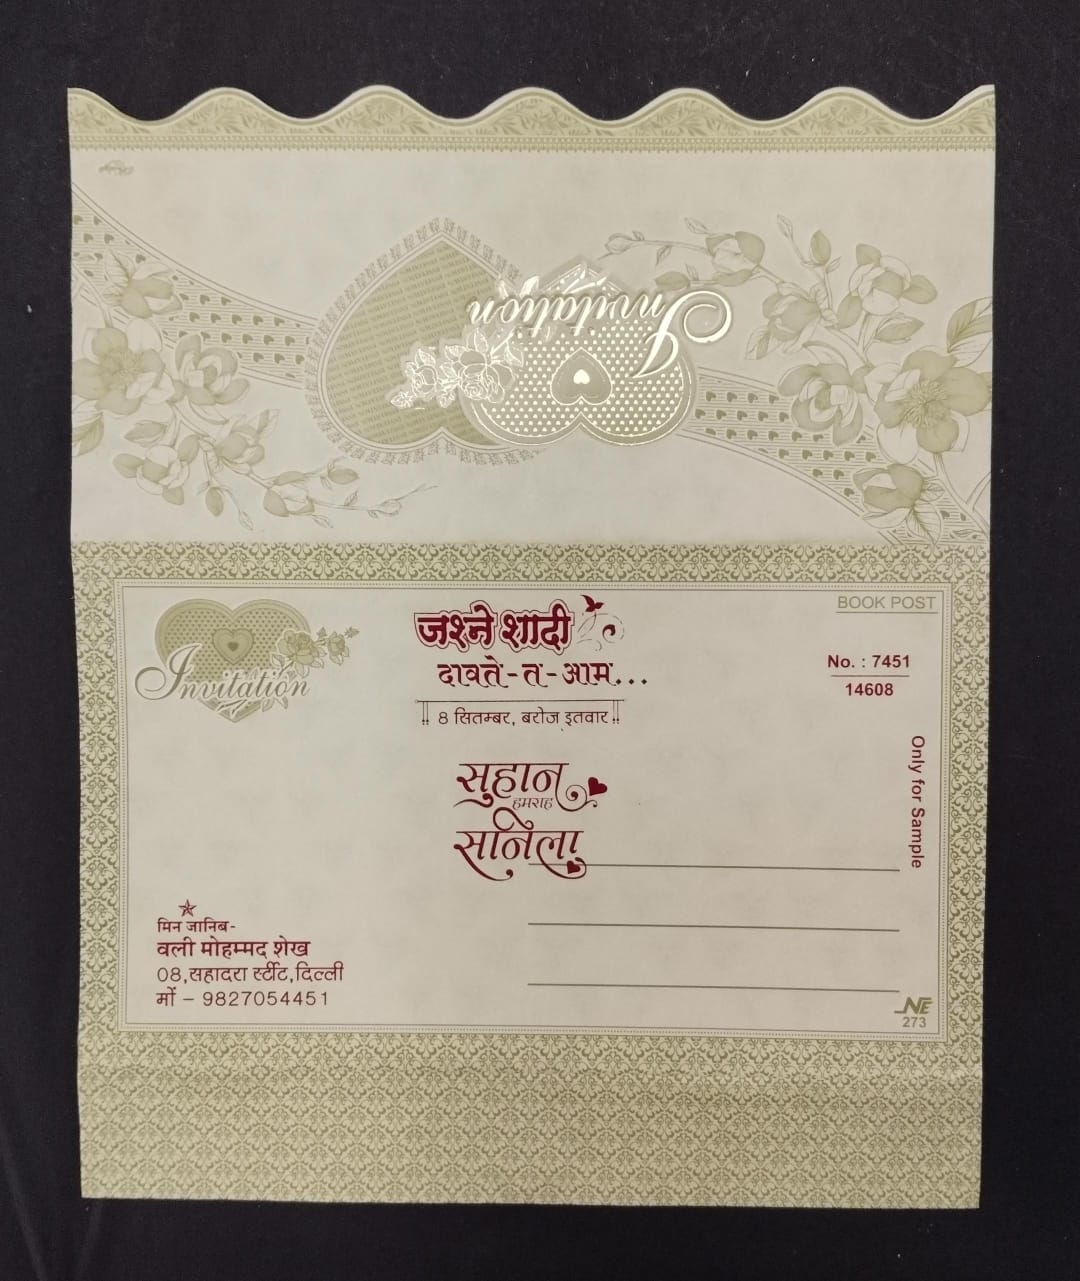 Invitation
Invitation
BOOK POST
जश्ने शादी
दावते-त-आम...
8 सितम्बर, बरोज इतवार
No. : 7451
14608
Only for Sample
सुहान
हमराह
सनिला
मिन जानिब-
वली मोहम्मद शेख
08,सहादरा स्ट्रीट,दिल्ली
मों – 9827054451
NE
273